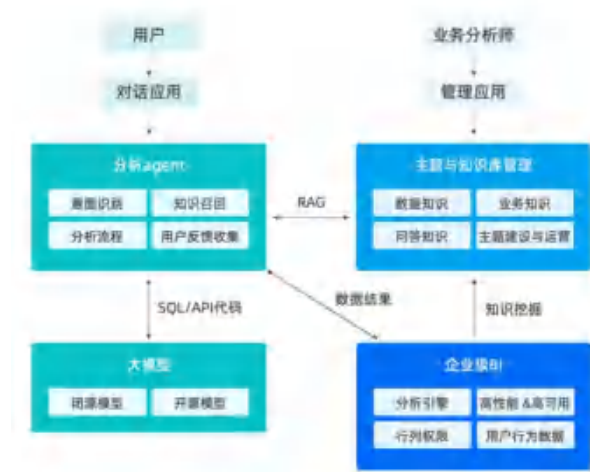 用户
业务分析师
对话应用
管理应用
分析agent
主题与知识库管理
意图识别
知识召回
数据知识
业务知识
RAG
分析流程
用户反馈收集
问答知识
主题建设与运营
SQL/API代码
数据结果
知识挖掘
大模型
企业级BI
闭源模型
开源模型
分析引擎
高性能 &高可用
行列权限
用户行为数据